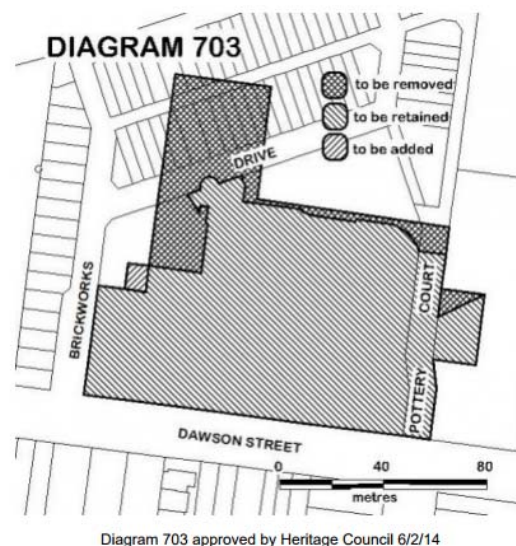 DIAGRAM 703
to be removed
to be retained
to be added
DRIVE
BRICKWORKS
COURT
POTTERY
DAWSON STREET
0 40 80
metres
Diagram 703 approved by Heritage Council 6/2/14